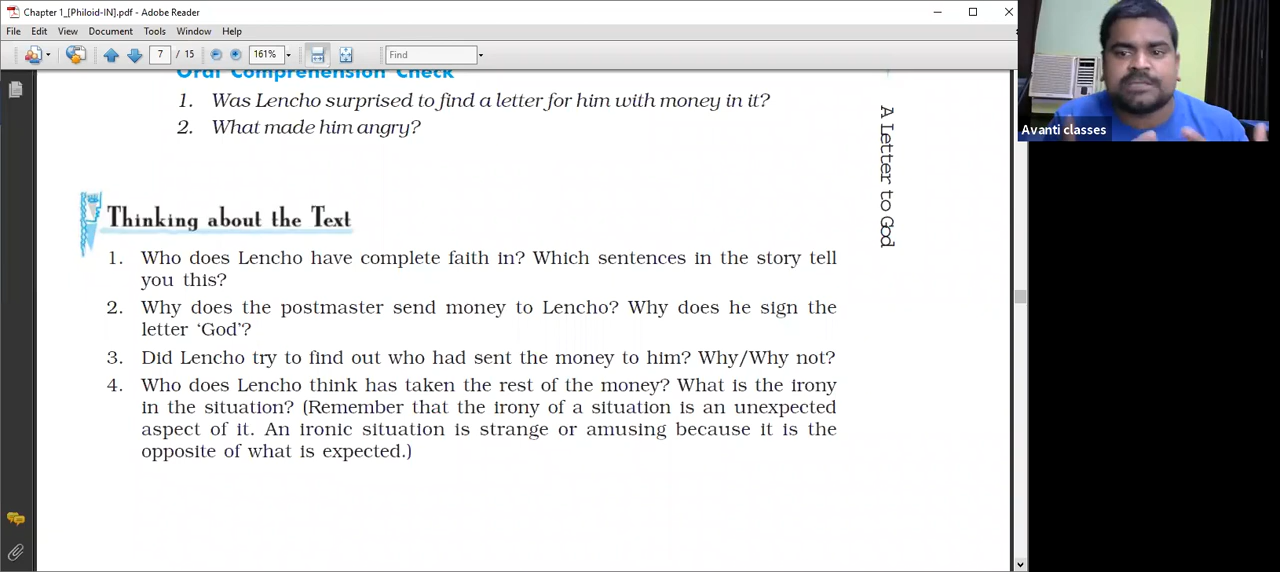 Chapter 1_[Philoid-IN].pdf - Adobe Reader
File Edit View Document Tools Window Help
7 / 15 161% Find
Oral Comprehension Check
1. Was Lencho surprised to find a letter for him with money in it?
2. What made him angry?
A Letter to God
Avanti classes
Thinking about the Text
1. Who does Lencho have complete faith in? Which sentences in the story tell
you this?
2. Why does the postmaster send money to Lencho? Why does he sign the
letter ‘God’?
3. Did Lencho try to find out who had sent the money to him? Why/Why not?
4. Who does Lencho think has taken the rest of the money? What is the irony
in the situation? (Remember that the irony of a situation is an unexpected
aspect of it. An ironic situation is strange or amusing because it is the
opposite of what is expected.)